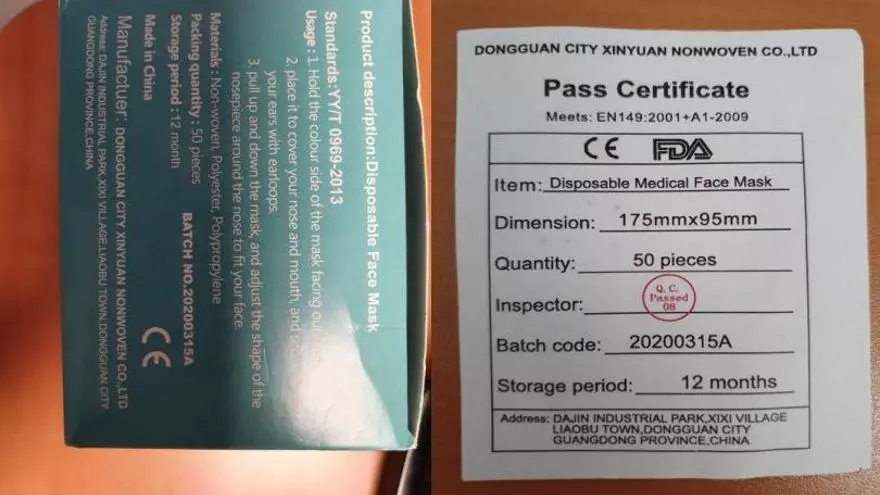 Product description:Disposable Face Mask
Standards:YY/T 0969-2013
Usage : 1. Hold the colour side of the mask facing
2. place it to cover your nose and mouth, and
your ears with earloops.
3. pull up and down the mask, and adjust the shape of the
nosepiece around the nose to fit your face.
Materials : Non-woven, Polyester, Polypropylene
Packing quantity : 50 pieces
Storage period : 12 month
BATCH NO.20200315A
Made in China
CE
Manufactuer: DONGGUAN CITY XINYUAN NONWOVEN CO.,LTD
Address: DAJIN INDUSTRIAL PARK,XIXI VILLAGE,LIAOBU TOWN,DONGGUAN CITY
GUANGDONG PROVINCE,CHINA
DONGGUAN CITY XINYUAN NONWOVEN CO.,LTD
Pass Certificate
Meets: EN149:2001+A1-2009
CE FDA
Item: Disposable Medical Face Mask
Dimension: 175mmx95mm
Quantity: 50 pieces
Inspector: Q.C.
Passed
08
Batch code: 20200315A
Storage period: 12 months
Address: DAJIN INDUSTRIAL PARK,XIXI VILLAGE
LIAOBU TOWN,DONGGUAN CITY
GUANGDONG PROVINCE,CHINA